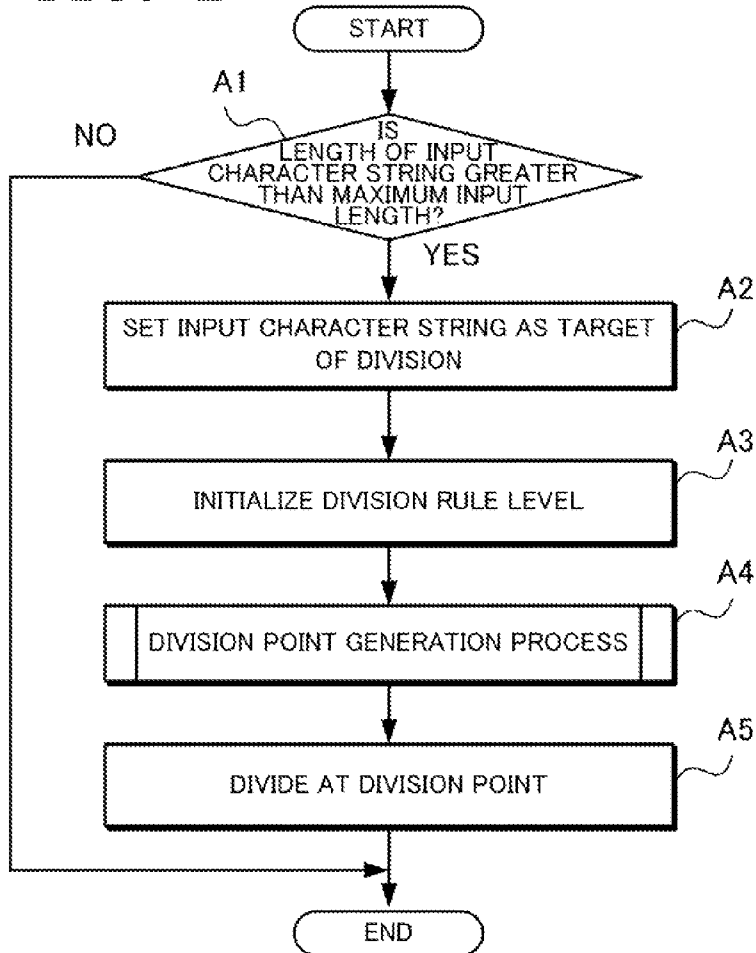 START
A1
NO
IS
LENGTH OF INPUT
CHARACTER STRING GREATER
THAN MAXIMUM INPUT
LENGTH?
YES
A2
SET INPUT CHARACTER STRING AS TARGET
OF DIVISION
A3
INITIALIZE DIVISION RULE LEVEL
A4
DIVISION POINT GENERATION PROCESS
A5
DIVIDE AT DIVISION POINT
END